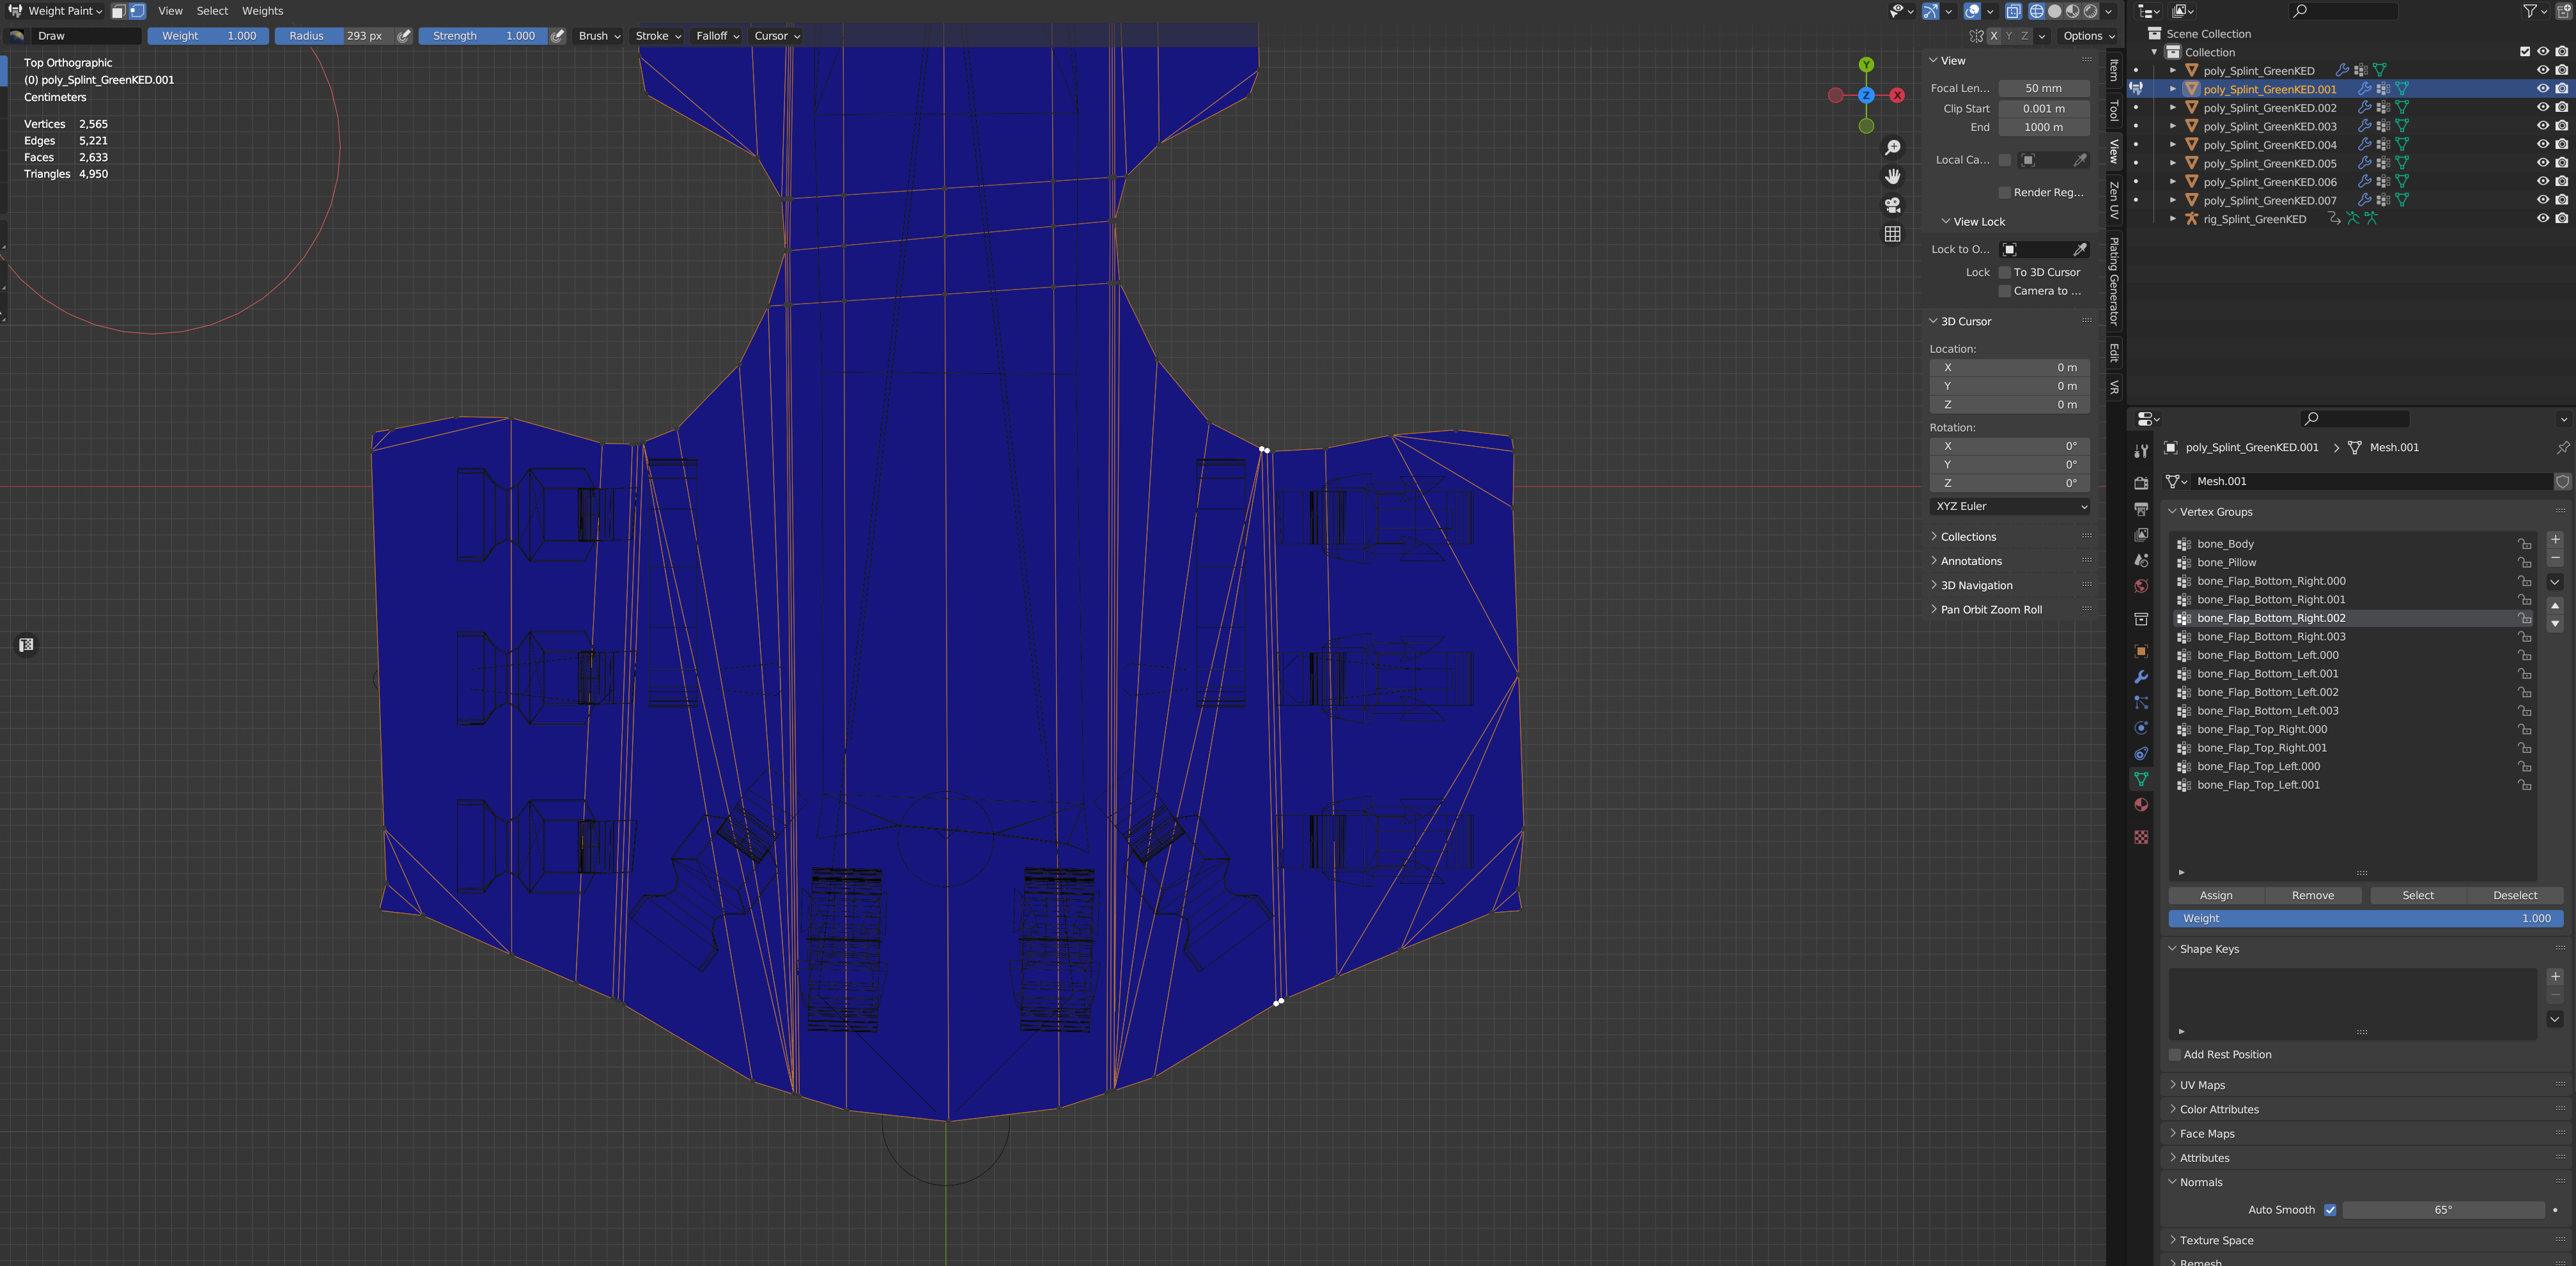 Weight Paint View Select Weights
Draw Weight 1.000 Radius 293 px Strength 1.000 Brush Stroke Falloff Cursor X Y Z Options
Top Orthographic
(0) poly_Splint_GreenKED.001
Centimeters
Vertices 2,565
Edges 5,221
Faces 2,633
Triangles 4,950
Y
Z
X
View
Focal Len... 50 mm
Clip Start 0.001 m
End 1000 m
Local Ca...
Render Reg...
View Lock
Lock to O...
Lock To 3D Cursor
Camera to ...
3D Cursor
Location:
X 0 m
Y 0 m
Z 0 m
Rotation:
X 0°
Y 0°
Z 0°
XYZ Euler
Collections
Annotations
3D Navigation
Pan Orbit Zoom Roll
Item
Tool
View
Zen UV
Plating Generator
Edit
VR
Scene Collection
Collection
poly_Splint_GreenKED
poly_Splint_GreenKED.001
poly_Splint_GreenKED.002
poly_Splint_GreenKED.003
poly_Splint_GreenKED.004
poly_Splint_GreenKED.005
poly_Splint_GreenKED.006
poly_Splint_GreenKED.007
rig_Splint_GreenKED
poly_Splint_GreenKED.001 > Mesh.001
Mesh.001
Vertex Groups
bone_Body
bone_Pillow
bone_Flap_Bottom_Right.000
bone_Flap_Bottom_Right.001
bone_Flap_Bottom_Right.002
bone_Flap_Bottom_Right.003
bone_Flap_Bottom_Left.000
bone_Flap_Bottom_Left.001
bone_Flap_Bottom_Left.002
bone_Flap_Bottom_Left.003
bone_Flap_Top_Right.000
bone_Flap_Top_Right.001
bone_Flap_Top_Left.000
bone_Flap_Top_Left.001
Assign Remove Select Deselect
Weight 1.000
Shape Keys
Add Rest Position
UV Maps
Color Attributes
Face Maps
Attributes
Normals
Auto Smooth 65°
Texture Space
Remesh